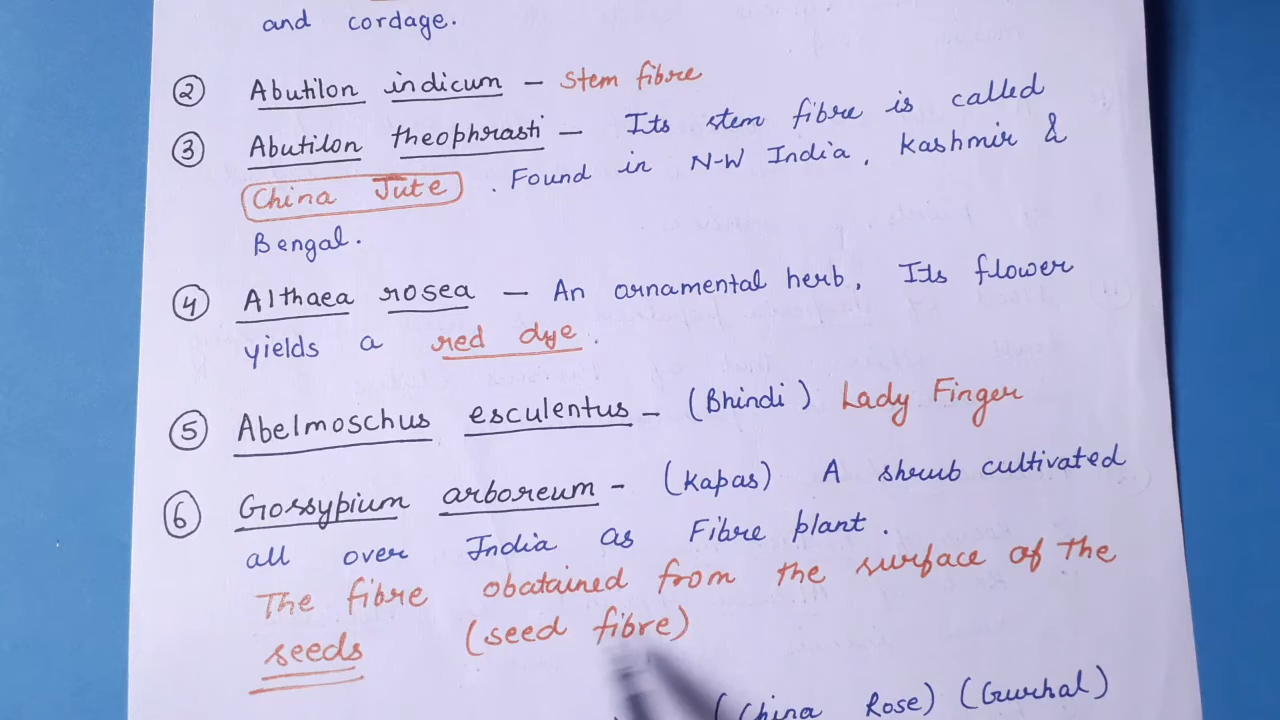 and cordage.
② Abutilon indicum - Stem fibre
③ Abutilon theophrasti - Its stem fibre is called
China Jute. Found in N-W India, Kashmir &
Bengal.
④ Althaea rosea - An ornamental herb, Its flower
yields a red dye.
⑤ Abelmoschus esculentus - (Bhindi) Lady Finger
⑥ Gossypium arboreum - (Kapas) A shrub cultivated
all over India as Fibre plant.
The fibre obatained from the surface of the
seeds (seed fibre)
(China Rose) (Gurhal)